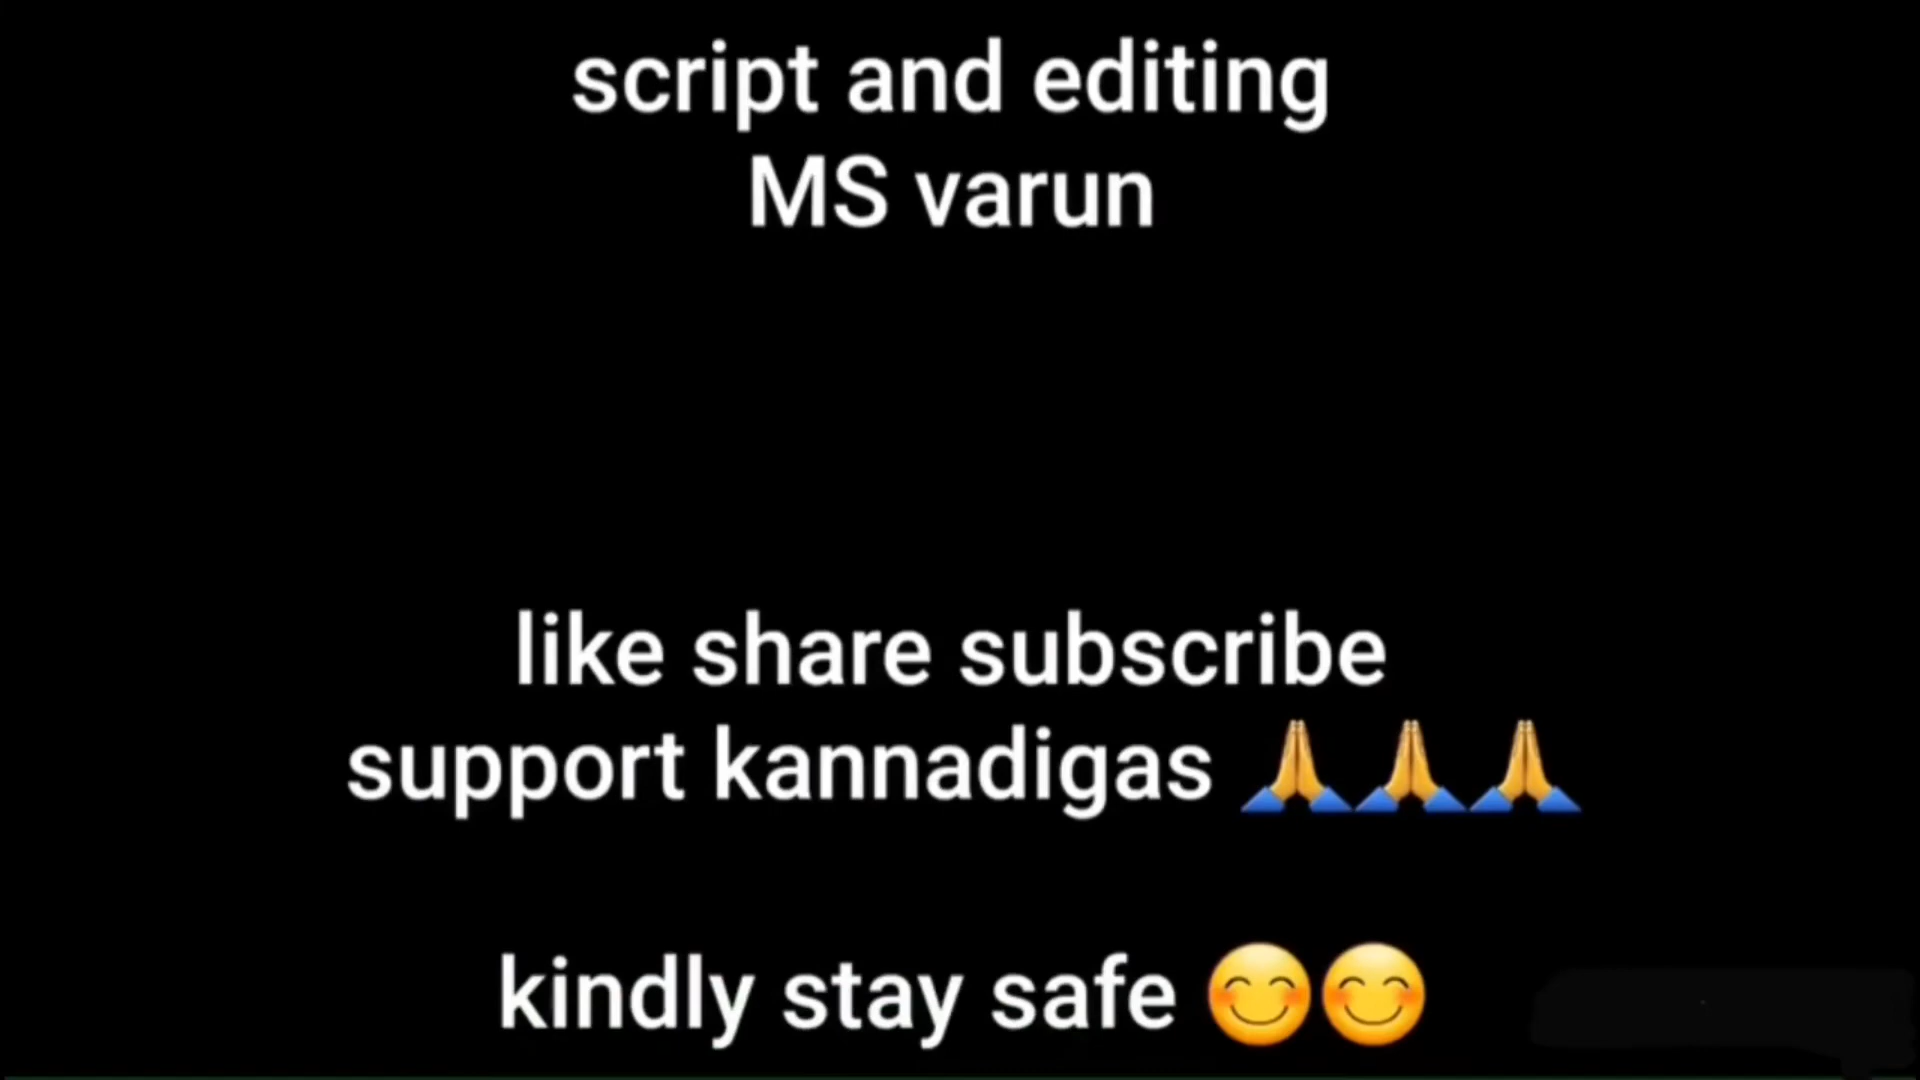 script and editing
MS varun
like share subscribe
support kannadigas 🙏🙏🙏
kindly stay safe 😊😊